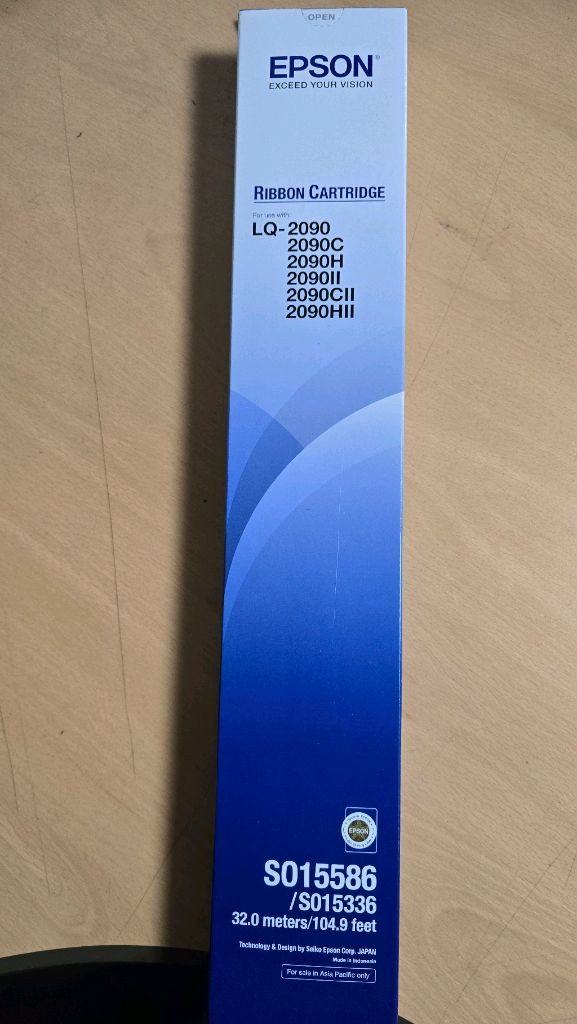 OPEN
EPSON®
EXCEED YOUR VISION
RIBBON CARTRIDGE
For use with:
LQ-2090
2090C
2090H
2090II
2090CII
2090HII
EPSON
S015586
/S015336
32.0 meters/104.9 feet
Technology & Design by Seiko Epson Corp. JAPAN
Made in Indonesia
For sale in Asia Pacific only